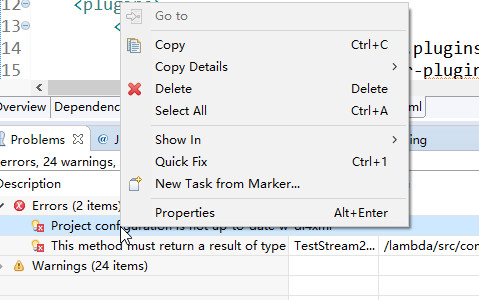 12 <plugins>
13 <
14 .plugins
15 r-plugin
Go to
Copy Ctrl+C
Copy Details
Delete Delete
Select All Ctrl+A
Show In
Quick Fix Ctrl+1
New Task from Marker...
Properties Alt+Enter
Overview Dependenc ml
Problems @ J ing
errors, 24 warnings,
Description
Errors (2 items)
Project configuration is not up-to-date w
This method must return a result of type TestStream2... /lambda/src/com
Warnings (24 items)